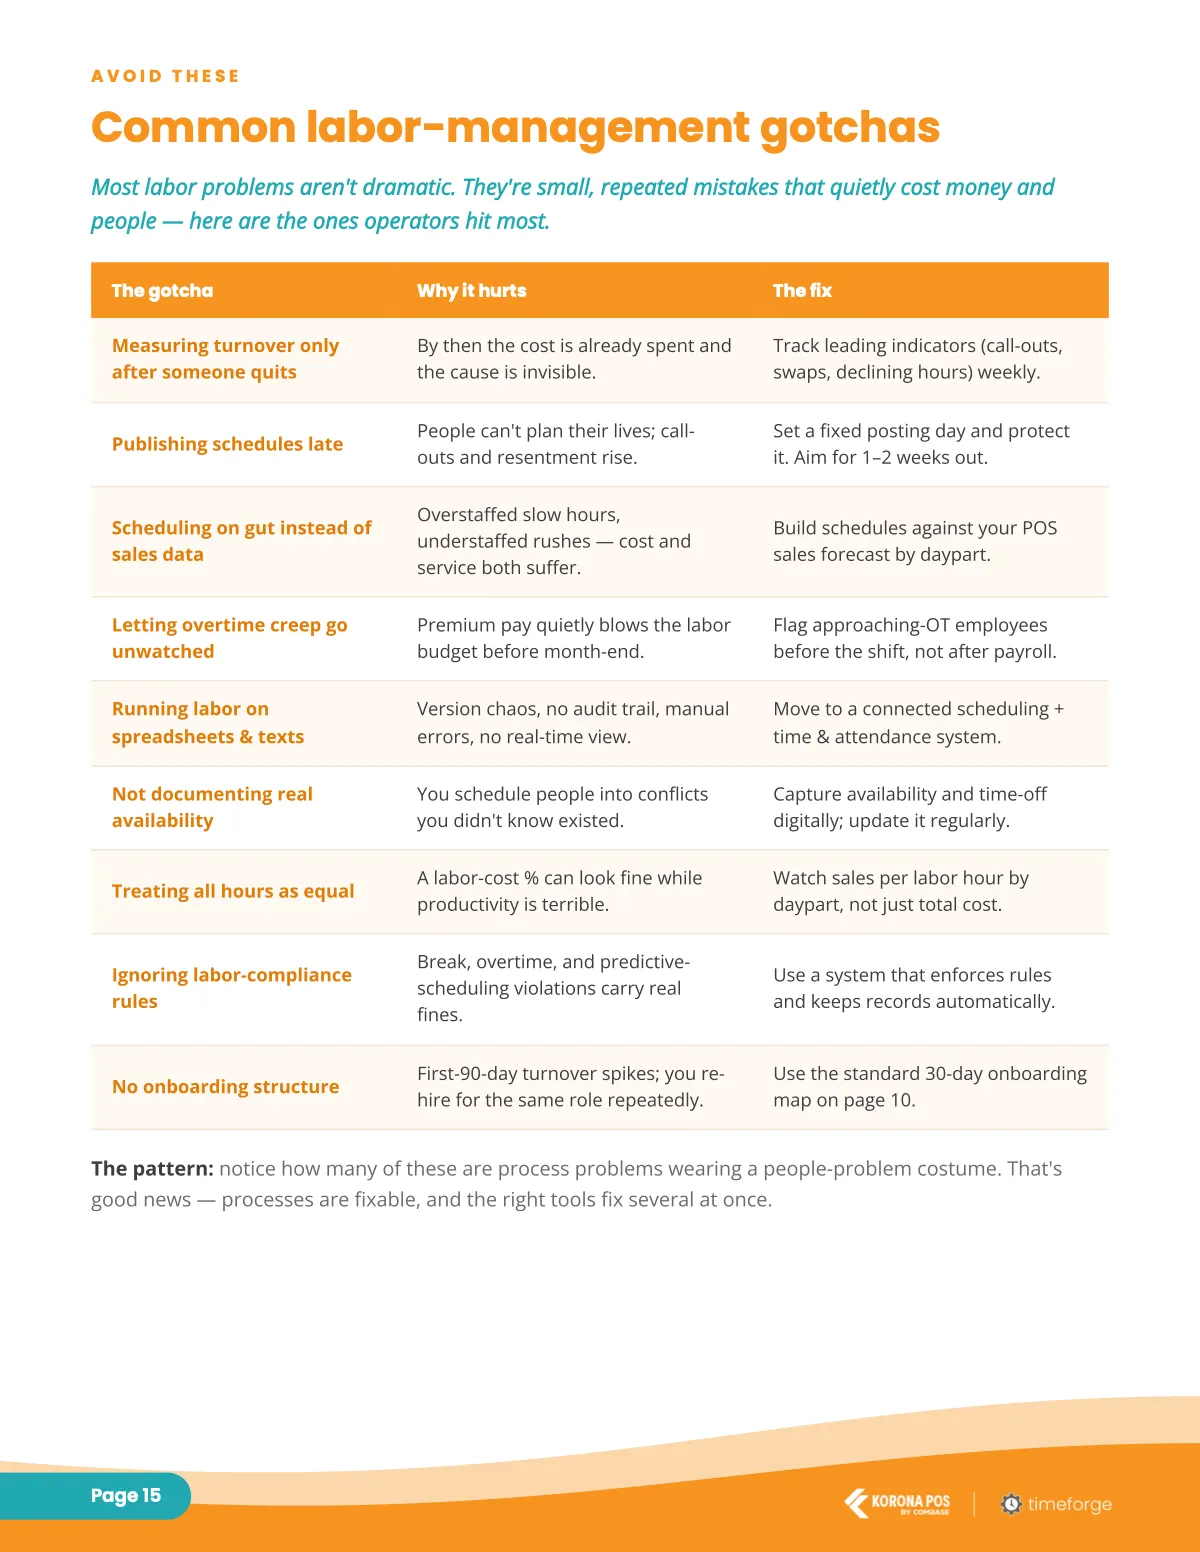 AVOID THESE
Common labor-management gotchas
Most labor problems aren't dramatic. They're small, repeated mistakes that quietly cost money and
people — here are the ones operators hit most.
The gotcha
Why it hurts
The fix
Measuring turnover only
after someone quits
By then the cost is already spent and
the cause is invisible.
Track leading indicators (call-outs,
swaps, declining hours) weekly.
Publishing schedules late
People can't plan their lives; call-
outs and resentment rise.
Set a fixed posting day and protect
it. Aim for 1–2 weeks out.
Scheduling on gut instead of
sales data
Overstaffed slow hours,
understaffed rushes — cost and
service both suffer.
Build schedules against your POS
sales forecast by daypart.
Letting overtime creep go
unwatched
Premium pay quietly blows the labor
budget before month-end.
Flag approaching-OT employees
before the shift, not after payroll.
Running labor on
spreadsheets & texts
Version chaos, no audit trail, manual
errors, no real-time view.
Move to a connected scheduling +
time & attendance system.
Not documenting real
availability
You schedule people into conflicts
you didn't know existed.
Capture availability and time-off
digitally; update it regularly.
Treating all hours as equal
A labor-cost % can look fine while
productivity is terrible.
Watch sales per labor hour by
daypart, not just total cost.
Ignoring labor-compliance
rules
Break, overtime, and predictive-
scheduling violations carry real
fines.
Use a system that enforces rules
and keeps records automatically.
No onboarding structure
First-90-day turnover spikes; you re-
hire for the same role repeatedly.
Use the standard 30-day onboarding
map on page 10.
The pattern: notice how many of these are process problems wearing a people-problem costume. That's
good news — processes are fixable, and the right tools fix several at once.
Page 15
KORONA POS
BY COMBASE
timeforge